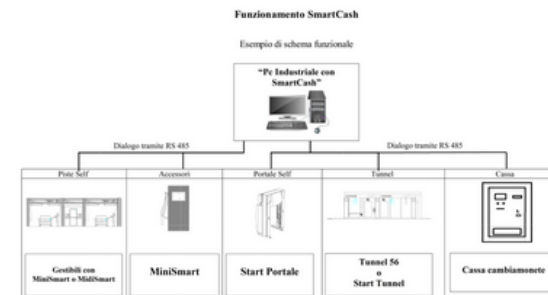 Funzionamento SmartCash
Esempio di schema funzionale
“Pc Industriale con
SmartCash”
Dialogo tramite RS 485
Dialogo tramite RS 485
Piste Self
Accessori
Portale Self
Tunnel
Cassa
Gestibili con
MiniSmart o MidiSmart
MiniSmart
Start Portale
Tunnel 56
o
Start Tunnel
Cassa cambiamonete